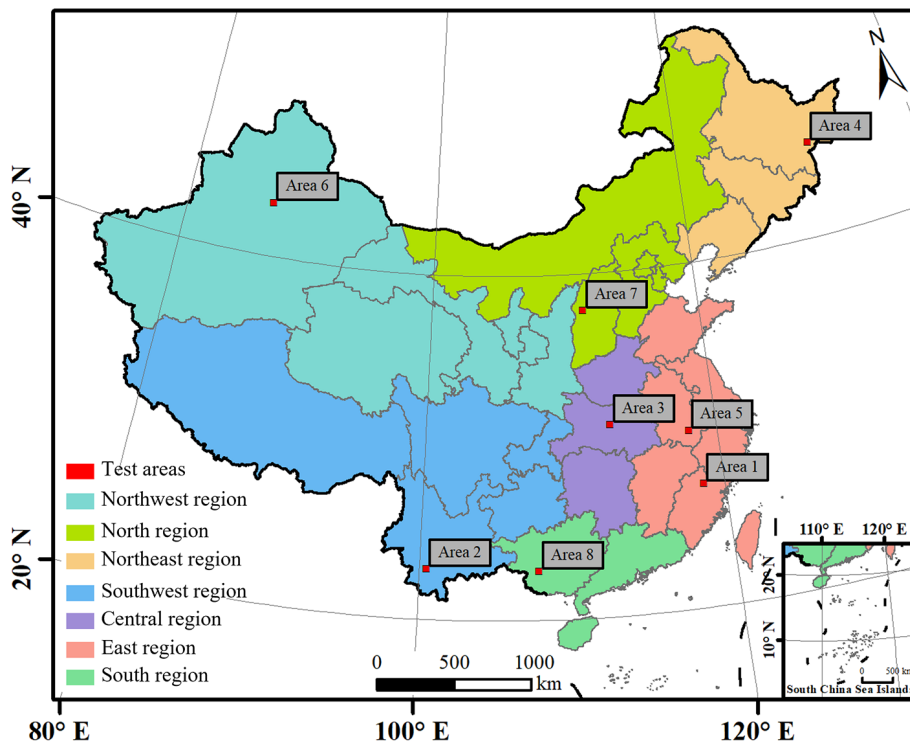 N
Area 4
Area 6
40° N
Area 7
Area 3
Area 5
Area 1
Test areas
Northwest region
North region
Northeast region
Southwest region
Central region
East region
South region
Area 2
Area 8
20° N
0 500 1000
km
110° E 120° E
20° N
10° N
0 500 km
South China Sea Islands
80° E 100° E 120° E